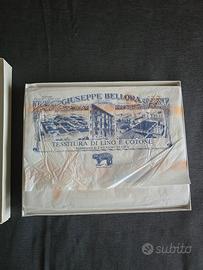 GIUSEPPE BELLORA
TESSITURA DI LINO E COTONE
subito